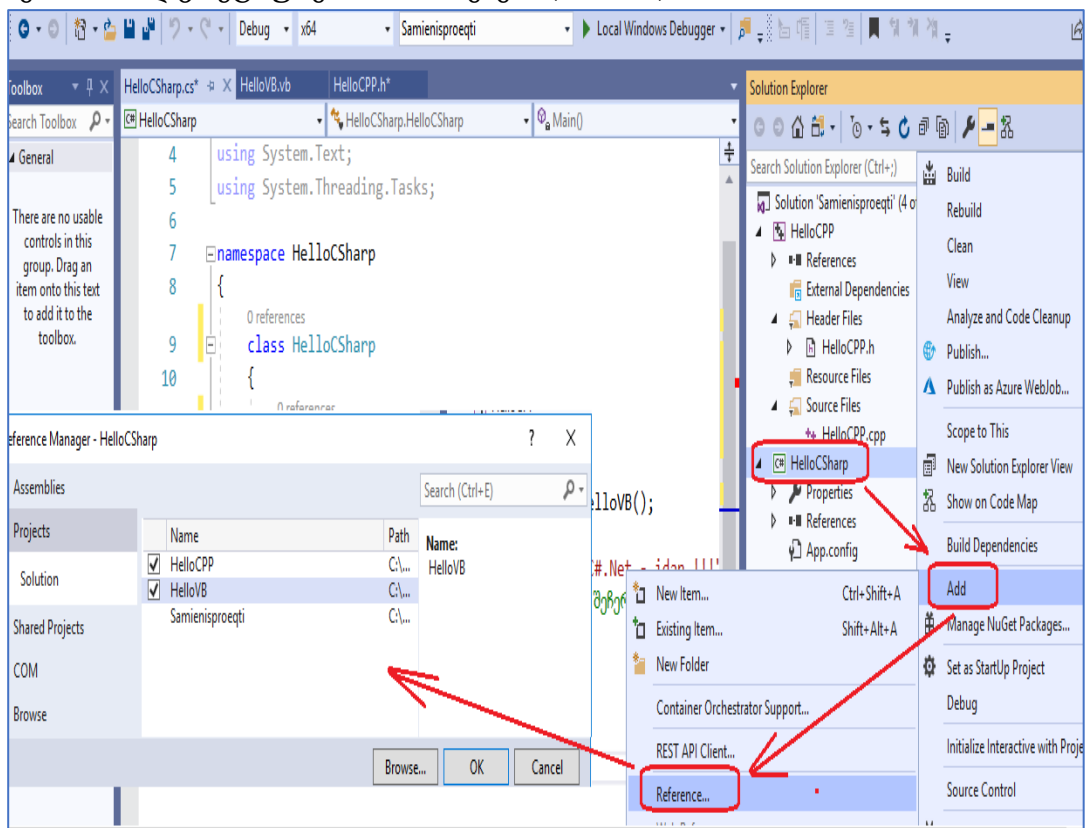 Debug x64 Samienisproeqti Local Windows Debugger
Toolbox
Search Toolbox
General
There are no usable
controls in this
group. Drag an
item onto this text
to add it to the
toolbox.
HelloCSharp.cs* HelloVB.vb HelloCPP.h*
C# HelloCSharp HelloCSharp.HelloCSharp Main()
4 using System.Text;
5 using System.Threading.Tasks;
6
7 namespace HelloCSharp
8 {
0 references
9 class HelloCSharp
10 {
0 references
elloVB();
C#.Net - idan !!!"
Solution Explorer
Search Solution Explorer (Ctrl+;)
Solution 'Samienisproeqti' (4 o
HelloCPP
References
External Dependencies
Header Files
HelloCPP.h
Resource Files
Source Files
HelloCPP.cpp
C# HelloCSharp
Properties
References
App.config
Build
Rebuild
Clean
View
Analyze and Code Cleanup
Publish...
Publish as Azure WebJob...
Scope to This
New Solution Explorer View
Show on Code Map
Build Dependencies
Add
Manage NuGet Packages...
Set as StartUp Project
Debug
Initialize Interactive with Proje
Source Control
New Item... Ctrl+Shift+A
Existing Item... Shift+Alt+A
New Folder
Container Orchestrator Support...
REST API Client...
Reference...
eference Manager - HelloCSharp ? X
Assemblies
Projects
Solution
Shared Projects
COM
Browse
Search (Ctrl+E)
Name Path
HelloCPP C:\...
HelloVB C:\...
Samienisproeqti C:\...
Name:
HelloVB
Browse... OK Cancel